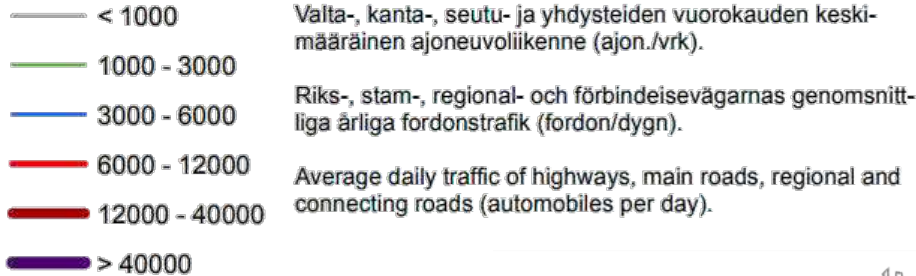 < 1000
1000 - 3000
3000 - 6000
6000 - 12000
12000 - 40000
> 40000
Valta-, kanta-, seutu- ja yhdysteiden vuorokauden keski-
määräinen ajoneuvoliikenne (ajon./vrk).
Riks-, stam-, regional- och förbindeisevägarnas genomsnitt-
liga årliga fordonstrafik (fordon/dygn).
Average daily traffic of highways, main roads, regional and
connecting roads (automobiles per day).